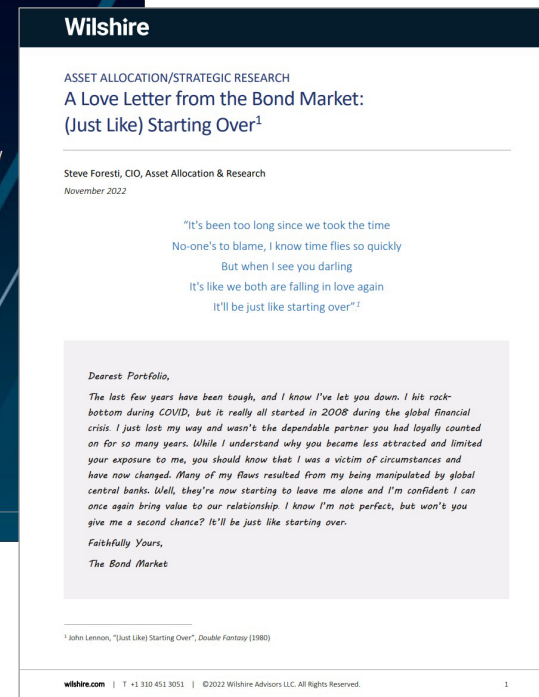 Wilshire
ASSET ALLOCATION/STRATEGIC RESEARCH
A Love Letter from the Bond Market:
(Just Like) Starting Over¹
Steve Foresti, CIO, Asset Allocation & Research
November 2022
"It's been too long since we took the time
No-one's to blame, I know time flies so quickly
But when I see you darling
It's like we both are falling in love again
It'll be just like starting over"¹
Dearest Portfolio,
The last few years have been tough, and I know I've let you down. I hit rock-
bottom during COVID, but it really all started in 2008 during the global financial
crisis. I just lost my way and wasn't the dependable partner you had loyally counted
on for so many years. While I understand why you became less attracted and limited
your exposure to me, you should know that I was a victim of circumstances and
have now changed. Many of my flaws resulted from my being manipulated by global
central banks. Well, they're now starting to leave me alone and I'm confident I can
once again bring value to our relationship. I know I'm not perfect, but won't you
give me a second chance? It'll be just like starting over.
Faithfully Yours,
The Bond Market
¹ John Lennon, "(Just Like) Starting Over", Double Fantasy (1980)
wilshire.com | T +1 310 451 3051 | ©2022 Wilshire Advisors LLC. All Rights Reserved. 1